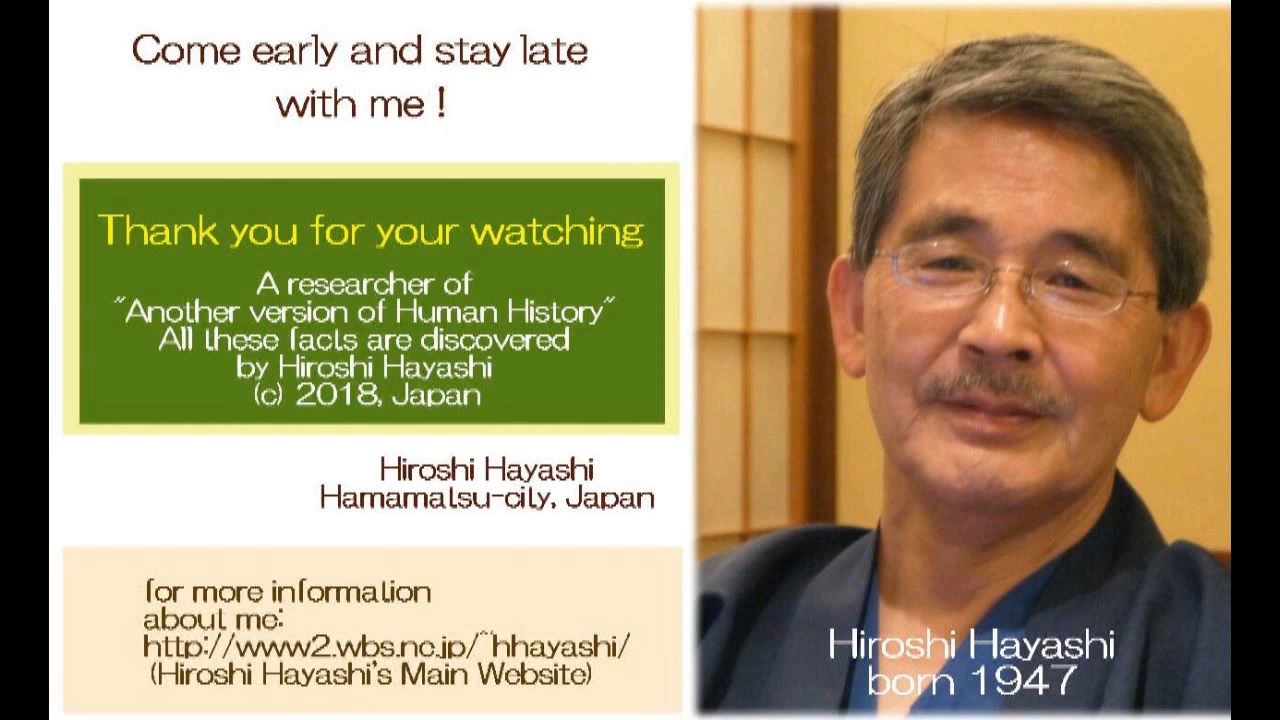 Come early and stay late
with me !
Thank you for your watching
A researcher of
"Another version of Human History"
All these facts are discovered
by Hiroshi Hayashi
(c) 2018, Japan
Hiroshi Hayashi
Hamamatsu-city, Japan
for more information
about me:
http://www2.wbs.ne.jp/~hhayashi/
(Hiroshi Hayashi's Main Website)
Hiroshi Hayashi
born 1947